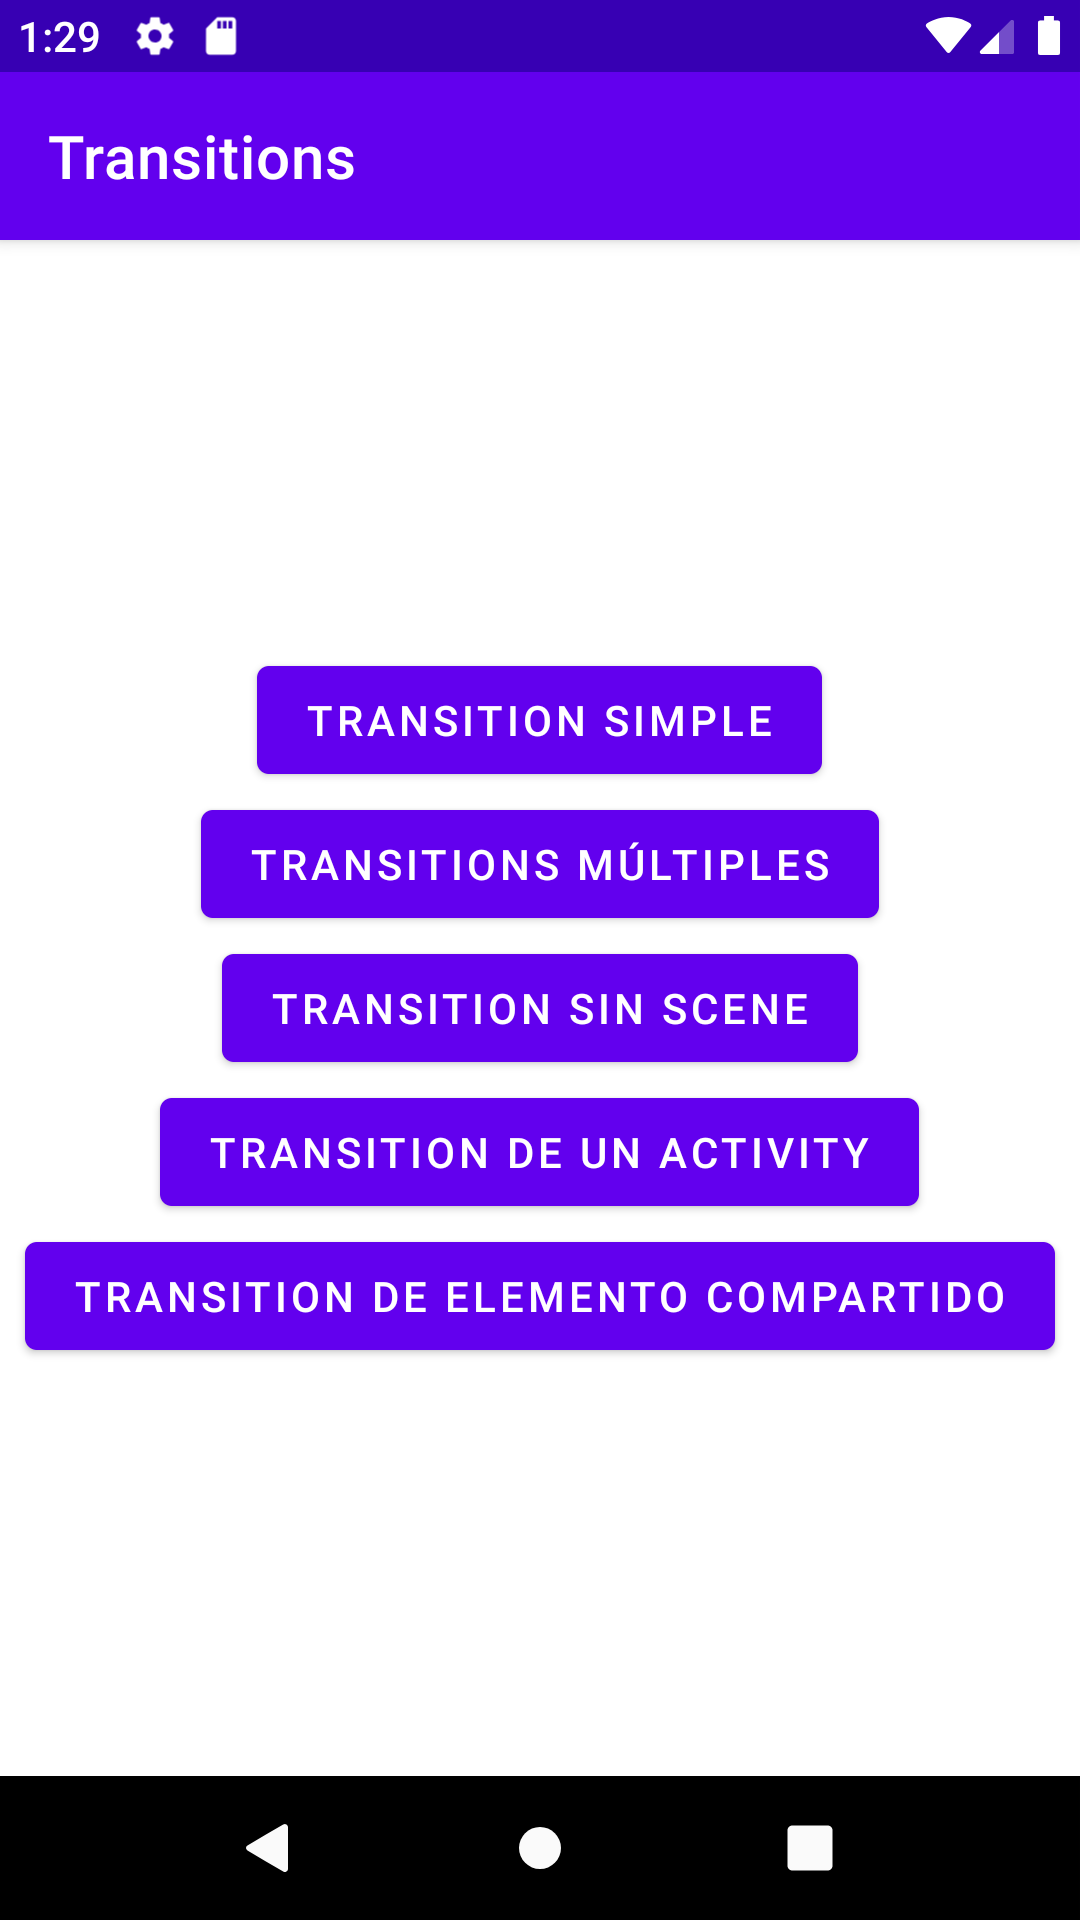 1:29
Transitions
TRANSITION SIMPLE
TRANSITIONS MÚLTIPLES
TRANSITION SIN SCENE
TRANSITION DE UN ACTIVITY
TRANSITION DE ELEMENTO COMPARTIDO